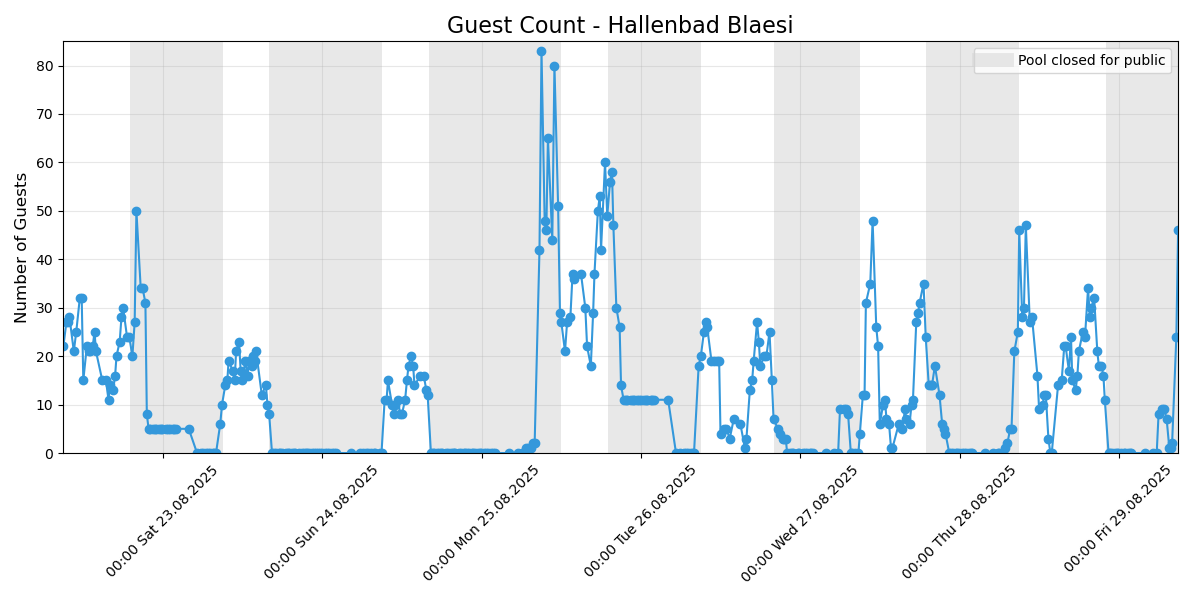 Guest Count - Hallenbad Blaesi
Pool closed for public
Number of Guests
80
70
60
50
40
30
20
10
0
00:00 Sat 23.08.2025
00:00 Sun 24.08.2025
00:00 Mon 25.08.2025
00:00 Tue 26.08.2025
00:00 Wed 27.08.2025
00:00 Thu 28.08.2025
00:00 Fri 29.08.2025